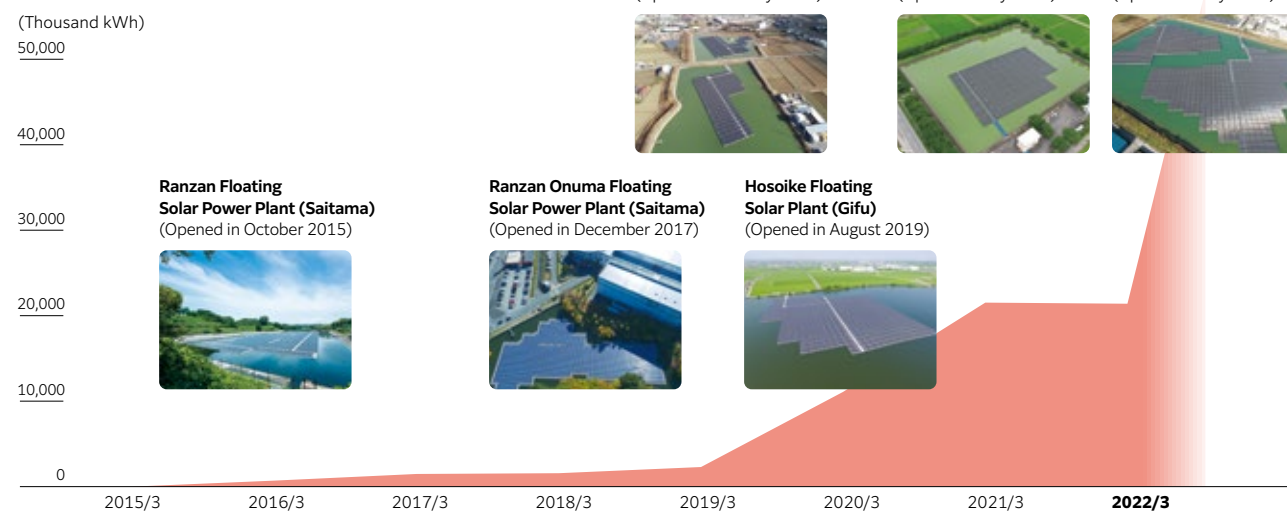 (Thousand kWh)
50,000
40,000
30,000
20,000
10,000
0
Ranzan Floating
Solar Power Plant (Saitama)
(Opened in October 2015)
Ranzan Onuma Floating
Solar Power Plant (Saitama)
(Opened in December 2017)
Hosoike Floating
Solar Plant (Gifu)
(Opened in August 2019)
2015/3
2016/3
2017/3
2018/3
2019/3
2020/3
2021/3
2022/3